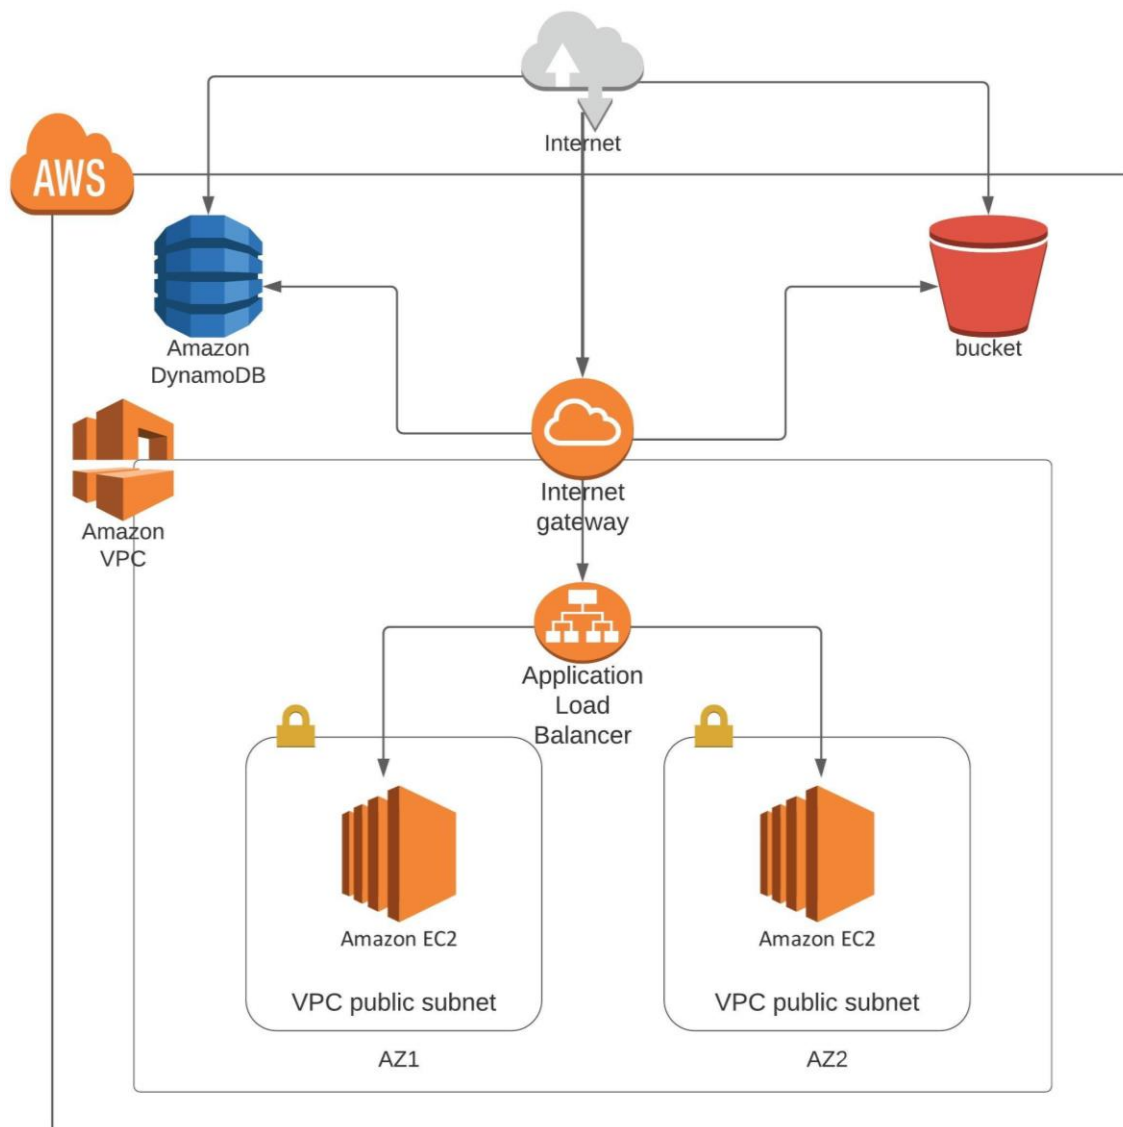 Internet
AWS
Amazon
DynamoDB
bucket
Amazon
VPC
Internet
gateway
Application
Load
Balancer
Amazon EC2
Amazon EC2
VPC public subnet
VPC public subnet
AZ1
AZ2